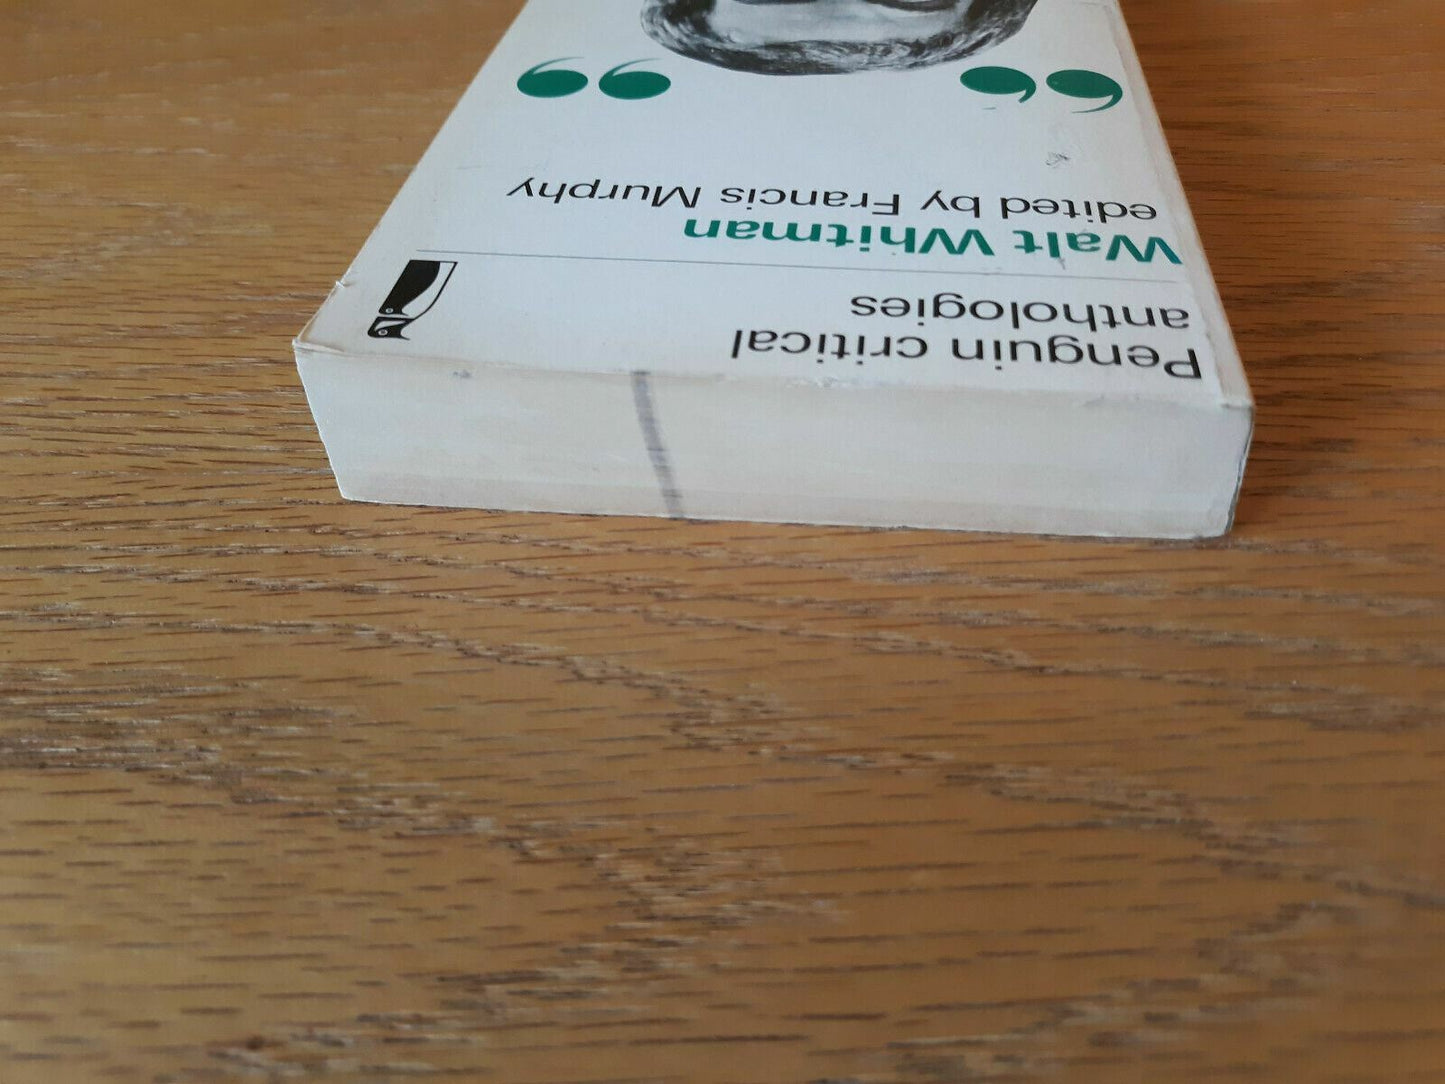 Penguin critical
anthologies
Walt Whitman
edited by Francis Murphy